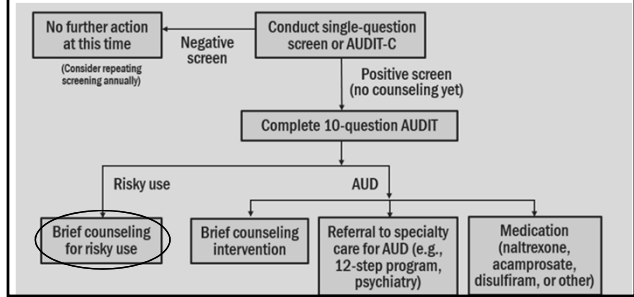 No further action
at this time
(Consider repeating
screening annually)
Negative
screen
Conduct single-question
screen or AUDIT-C
Positive screen
(no counseling yet)
Complete 10-question AUDIT
Risky use
AUD
Brief counseling
for risky use
Brief counseling
intervention
Referral to specialty
care for AUD (e.g.,
12-step program,
psychiatry)
Medication
(naltrexone,
acamprosate,
disulfiram, or other)